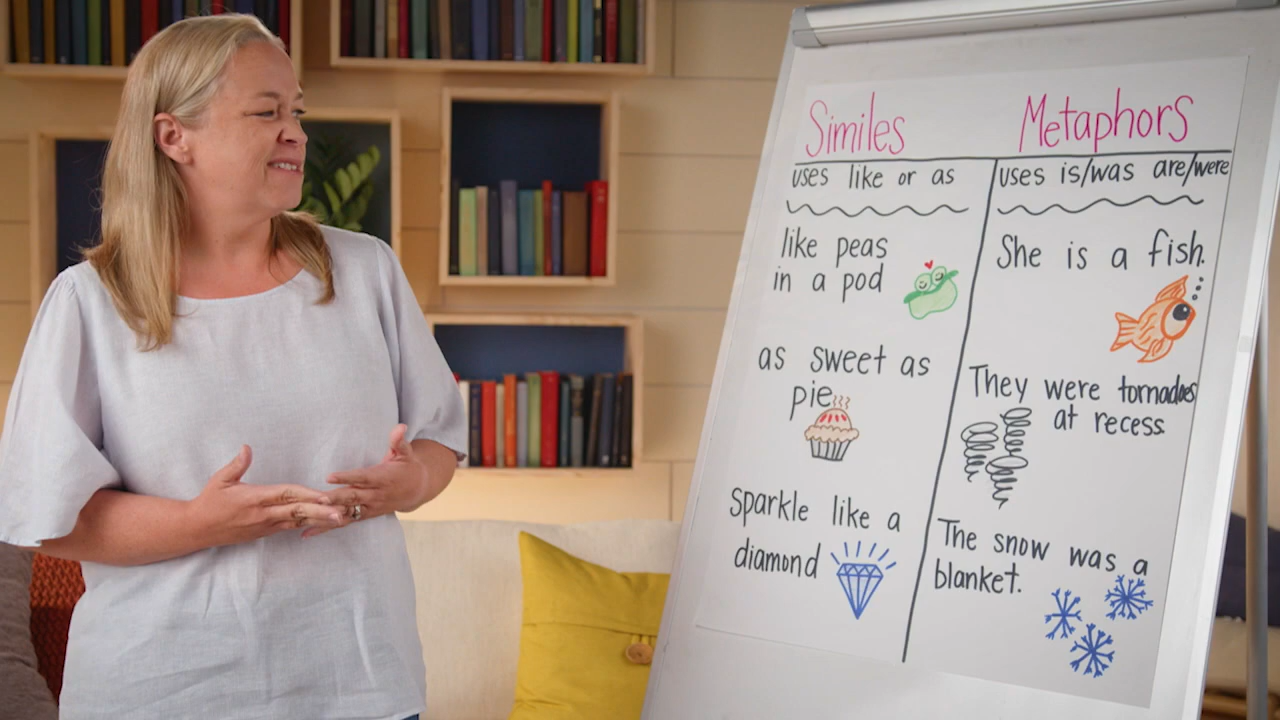 Similes
uses like or as
like peas
in a pod
as sweet as
pie
sparkle like a
diamond
Metaphors
uses is/was are/were
She is a fish.
They were tornadoes
at recess
The snow was a
blanket.